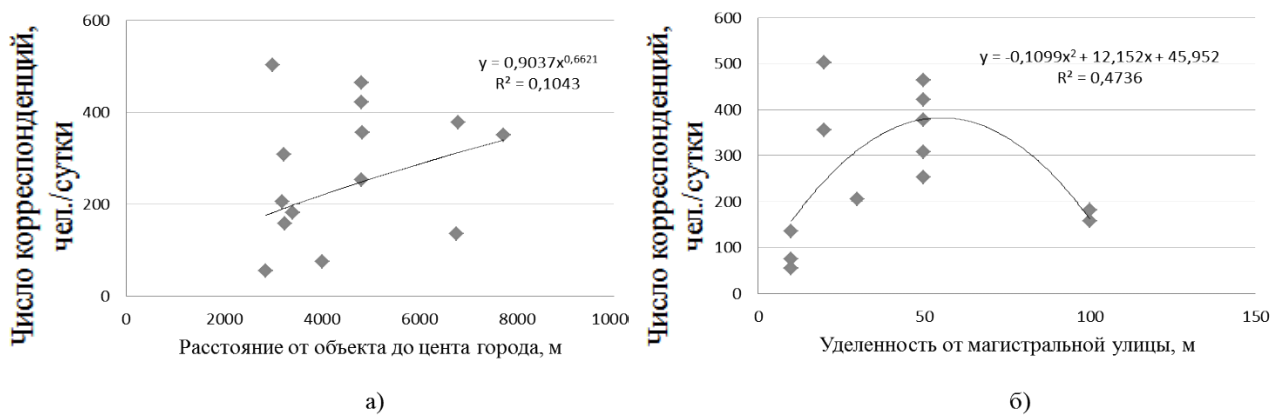 Число корреспонденций,
чел./сутки
600
400
200
0
y = 0,9037x^0,6621
R² = 0,1043
0 2000 4000 6000 8000 1000
Расстояние от объекта до цента города, м
а)
Число корреспонденций,
чел./сутки
600
500
400
300
200
100
0
y = -0,1099x² + 12,152x + 45,952
R² = 0,4736
0 50 100 150
Уделенность от магистральной улицы, м
б)